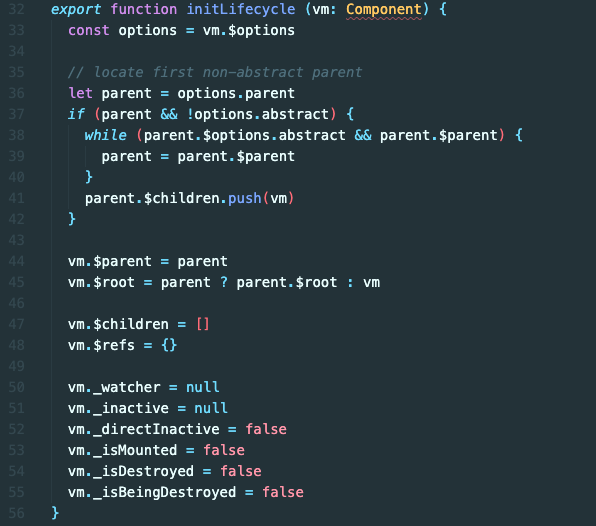 32 export function initLifecycle (vm: Component) {
33 const options = vm.$options
34
35 // locate first non-abstract parent
36 let parent = options.parent
37 if (parent && !options.abstract) {
38 while (parent.$options.abstract && parent.$parent) {
39 parent = parent.$parent
40 }
41 parent.$children.push(vm)
42 }
43
44 vm.$parent = parent
45 vm.$root = parent ? parent.$root : vm
46
47 vm.$children = []
48 vm.$refs = {}
49
50 vm._watcher = null
51 vm._inactive = null
52 vm._directInactive = false
53 vm._isMounted = false
54 vm._isDestroyed = false
55 vm._isBeingDestroyed = false
56 }